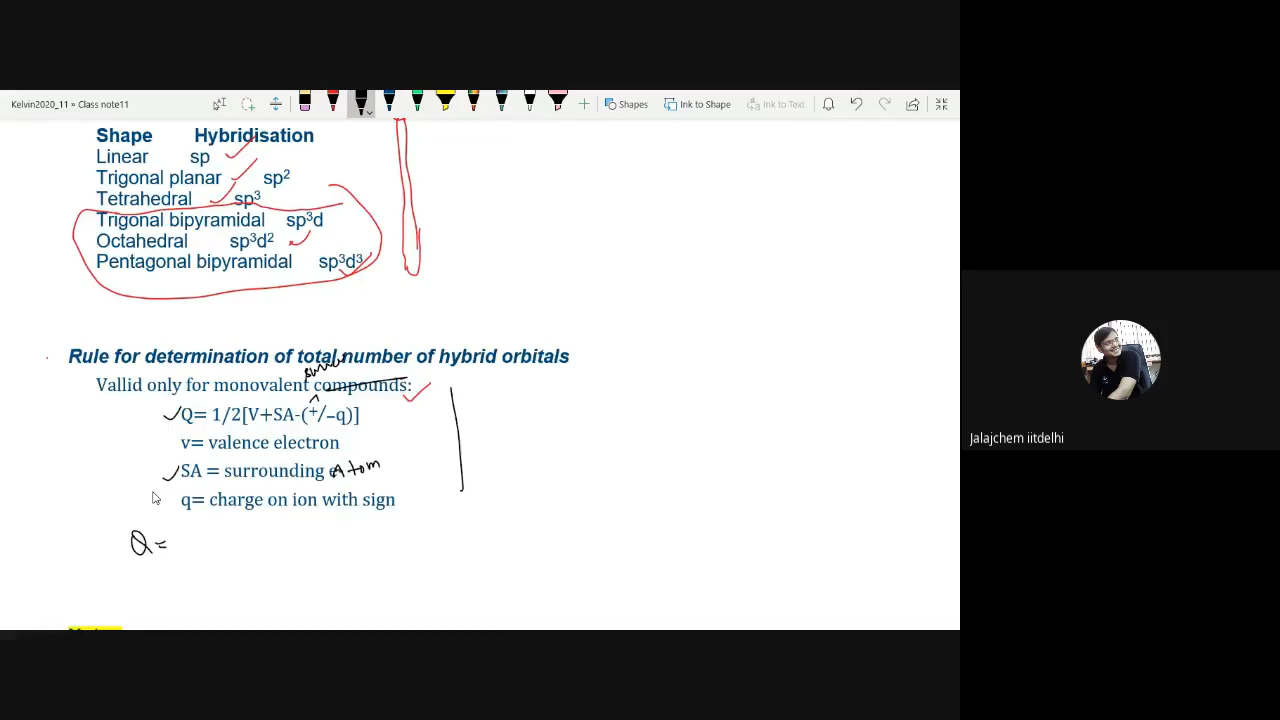 Kelvin2020_11 » Class note11
Shapes
Ink to Shape
Ink to Text
Shape Hybridisation
Linear sp
Trigonal planar sp²
Tetrahedral sp³
Trigonal bipyramidal sp³d
Octahedral sp³d²
Pentagonal bipyramidal sp³d³
Rule for determination of total number of hybrid orbitals
Vallid only for monovalent compounds:
Q= 1/2[V+SA-(+/−q)]
v= valence electron
SA = surrounding Atom
q= charge on ion with sign
Q=
Jalajchem iitdelhi